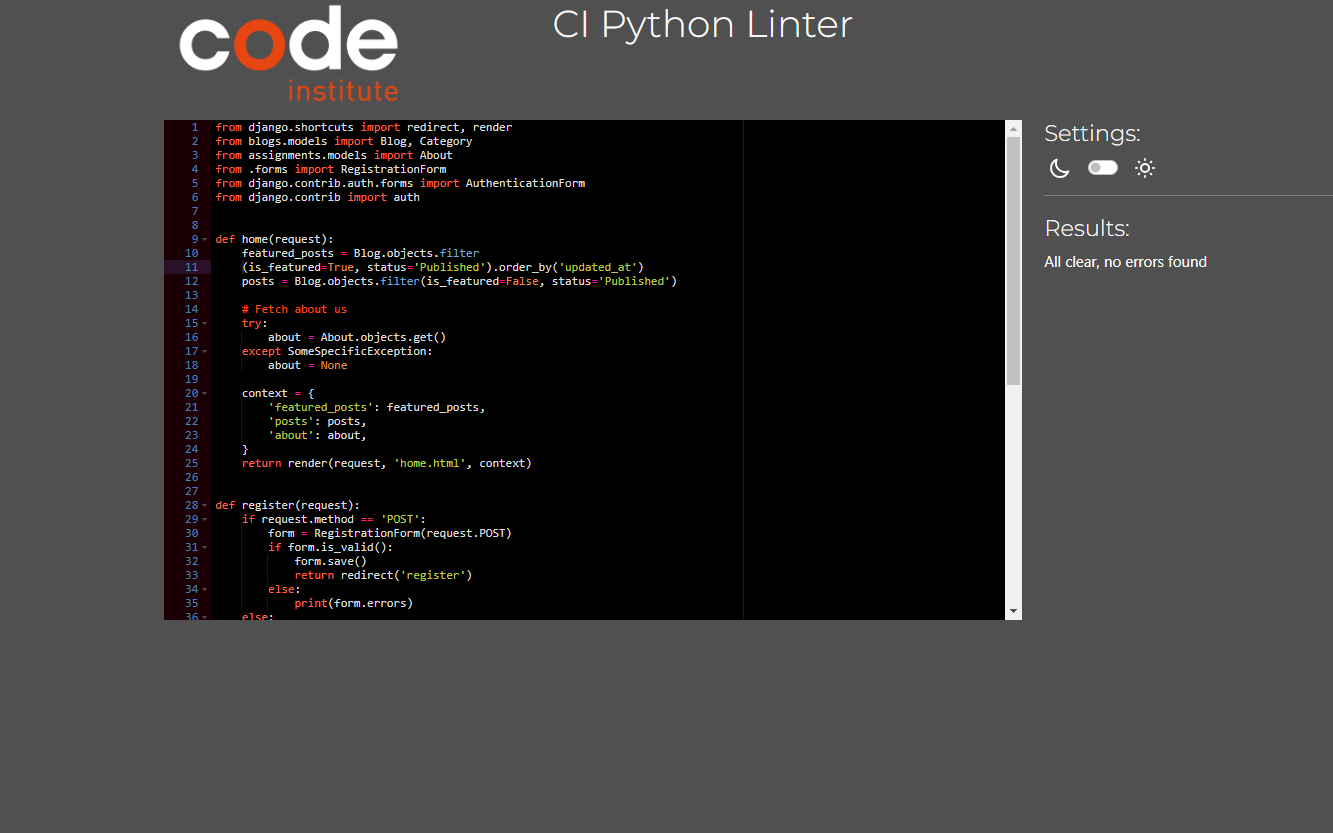 code
institute
CI Python Linter
1 from django.shortcuts import redirect, render
2 from blogs.models import Blog, Category
3 from assignments.models import About
4 from .forms import RegistrationForm
5 from django.contrib.auth.forms import AuthenticationForm
6 from django.contrib import auth
7
8
9 def home(request):
10     featured_posts = Blog.objects.filter
11     (is_featured=True, status='Published').order_by('updated_at')
12     posts = Blog.objects.filter(is_featured=False, status='Published')
13
14     # Fetch about us
15     try:
16         about = About.objects.get()
17     except SomeSpecificException:
18         about = None
19
20     context = {
21         'featured_posts': featured_posts,
22         'posts': posts,
23         'about': about,
24     }
25     return render(request, 'home.html', context)
26
27
28 def register(request):
29     if request.method == 'POST':
30         form = RegistrationForm(request.POST)
31         if form.is_valid():
32             form.save()
33             return redirect('register')
34         else:
35             print(form.errors)
36     else:
Settings:
Results:
All clear, no errors found